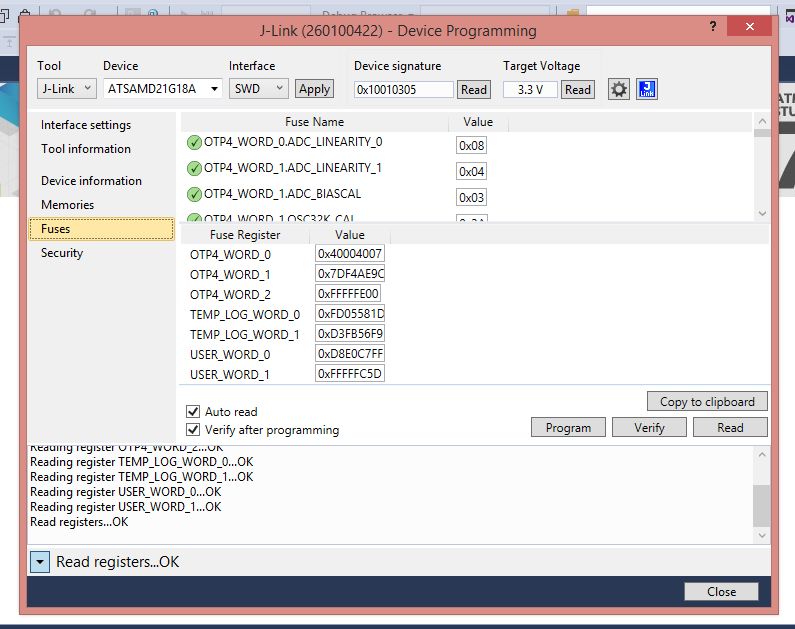 J-Link (260100422) - Device Programming
? ×
Tool Device Interface Device signature Target Voltage
J-Link ATSAMD21G18A SWD Apply 0x10010305 Read 3.3 V Read
Interface settings
Tool information
Device information
Memories
Fuses
Security
Fuse Name Value
OTP4_WORD_0.ADC_LINEARITY_0 0x08
OTP4_WORD_1.ADC_LINEARITY_1 0x04
OTP4_WORD_1.ADC_BIASCAL 0x03
OTP4_WORD_1.OSC32K_CAL
Fuse Register Value
OTP4_WORD_0 0x40004007
OTP4_WORD_1 0x7DF4AE9C
OTP4_WORD_2 0xFFFFFE00
TEMP_LOG_WORD_0 0xFD05581D
TEMP_LOG_WORD_1 0xD3FB56F9
USER_WORD_0 0xD8E0C7FF
USER_WORD_1 0xFFFFFC5D
Copy to clipboard
Auto read
Verify after programming
Program Verify Read
Reading register OTP4_WORD_2...OK
Reading register TEMP_LOG_WORD_0...OK
Reading register TEMP_LOG_WORD_1...OK
Reading register USER_WORD_0...OK
Reading register USER_WORD_1...OK
Read registers...OK
Read registers...OK
Close